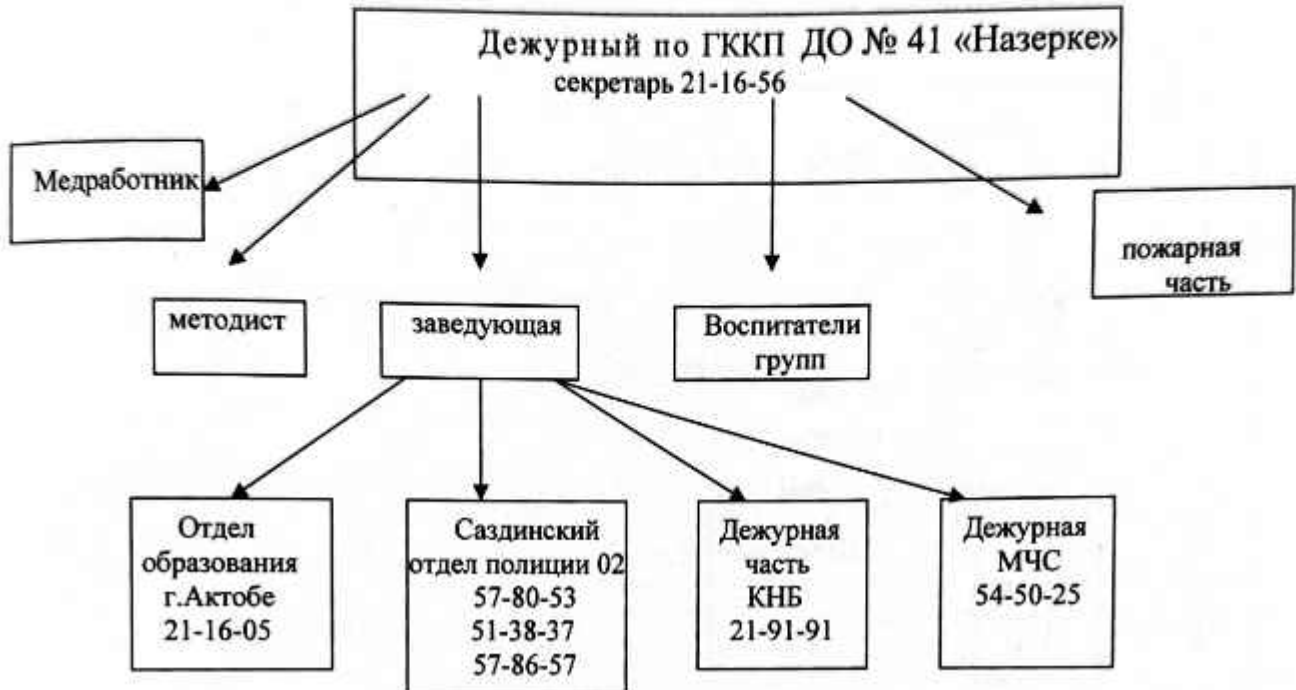 Дежурный по ГККП ДО № 41 «Назерке»
секретарь 21-16-56
Медработник
пожарная
часть
методист
заведующая
Воспитатели
групп
Отдел
образования
г.Актобе
21-16-05
Саздинский
отдел полиции 02
57-80-53
51-38-37
57-86-57
Дежурная
часть
КНБ
21-91-91
Дежурная
МЧС
54-50-25